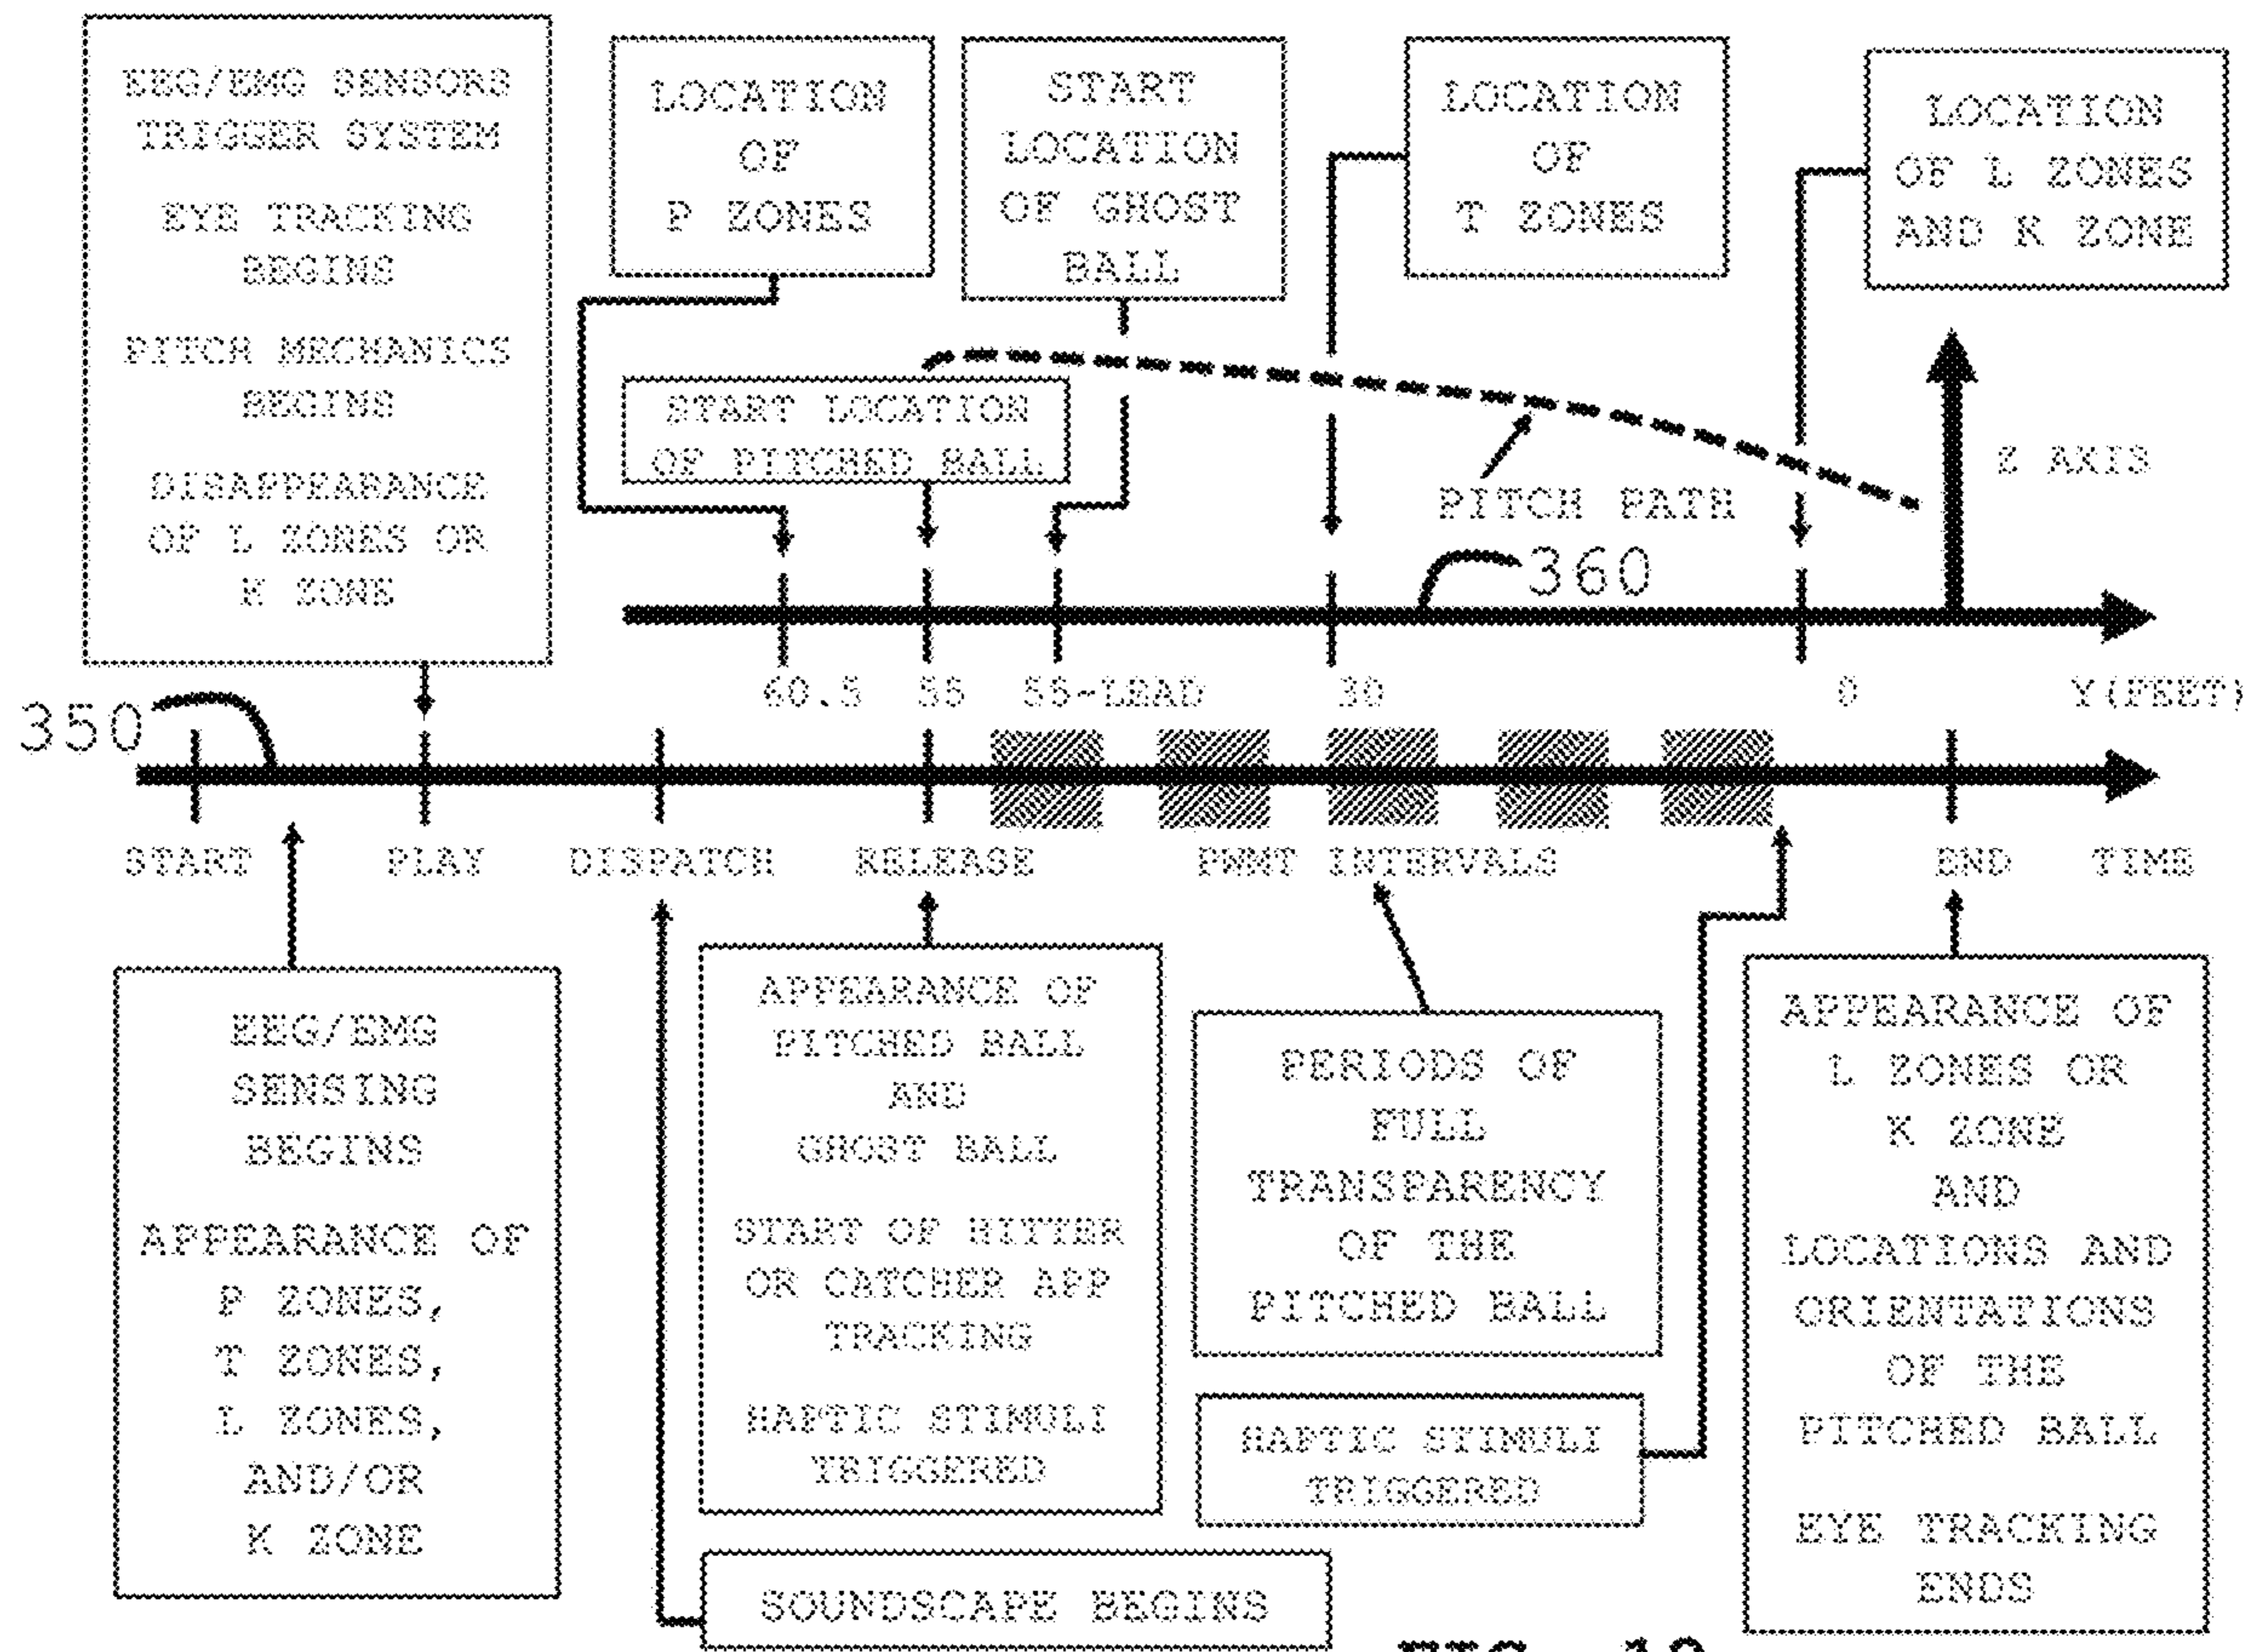 EEG/EMG SENSORS
TRIGGER SYSTEM
EYE TRACKING
BEGINS
PITCH MECHANICS
BEGINS
DISAPPEARANCE
OF L ZONES OR
K ZONE
LOCATION
OF
P ZONES
START
LOCATION
OF GHOST
BALL
LOCATION
OF
T ZONES
LOCATION
OF L ZONES
AND K ZONE
START LOCATION
OF PITCHED BALL
PITCH PATH
Z AXIS
360
60.5 55 55-LEAD 30 0 Y(FEET)
350
START PLAY DISPATCH RELEASE PWMT INTERVALS END TIME
EEG/EMG
SENSING
BEGINS
APPEARANCE OF
P ZONES,
T ZONES,
L ZONES,
AND/OR
K ZONE
APPEARANCE OF
PITCHED BALL
AND
GHOST BALL
START OF HITTER
OR CATCHER APP
TRACKING
HAPTIC STIMULI
TRIGGERED
PERIODS OF
FULL
TRANSPARENCY
OF THE
PITCHED BALL
HAPTIC STIMULI
TRIGGERED
APPEARANCE OF
L ZONES OR
K ZONE
AND
LOCATIONS AND
ORIENTATIONS
OF THE
PITCHED BALL
EYE TRACKING
ENDS
SOUNDSCAPE BEGINS